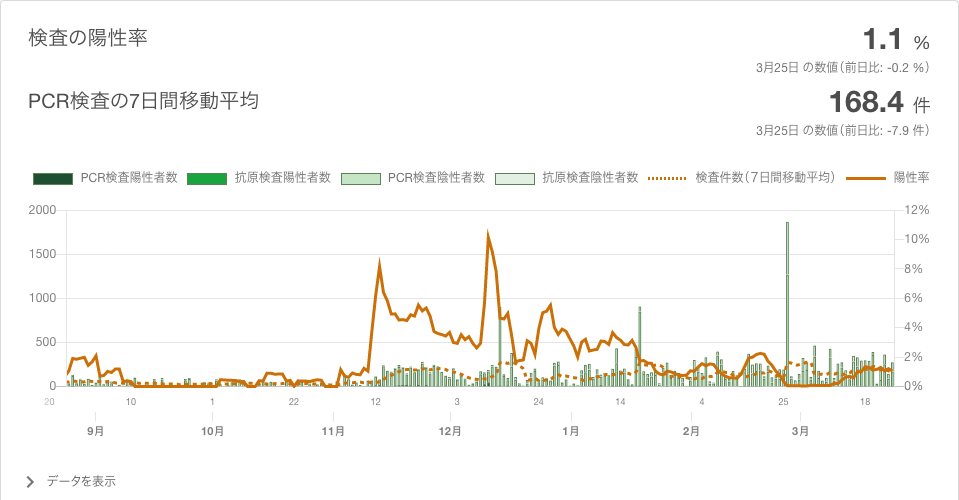 検査の陽性率
1.1 %
3月25日 の数値（前日比: -0.2 %）
PCR検査の7日間移動平均
168.4 件
3月25日 の数値（前日比: -7.9 件）
PCR検査陽性者数 抗原検査陽性者数 PCR検査陰性者数 抗原検査陰性者数 検査件数（7日間移動平均） 陽性率
2000 12%
10%
1500
8%
1000 6%
4%
500
2%
0 0%
20 10 1 22 12 3 24 14 4 25 18
9月 10月 11月 12月 1月 2月 3月
データを表示